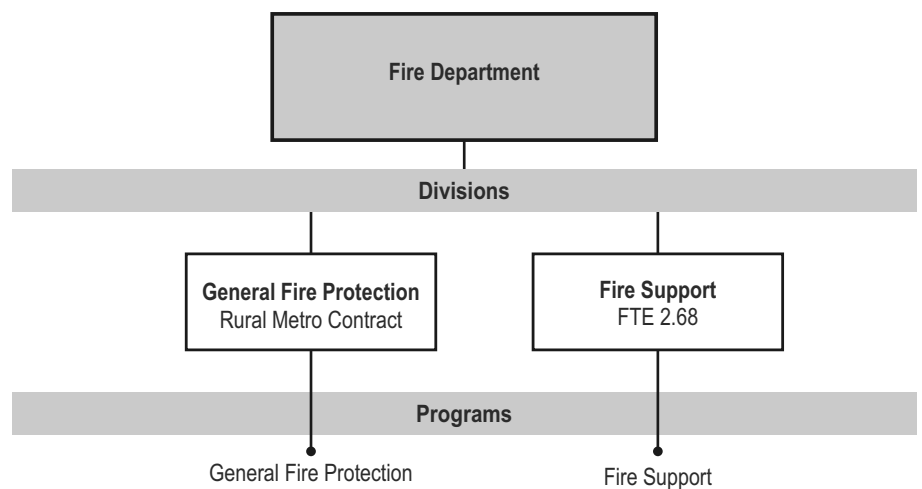 Fire Department
Divisions
General Fire Protection
Rural Metro Contract
Fire Support
FTE 2.68
Programs
General Fire Protection
Fire Support